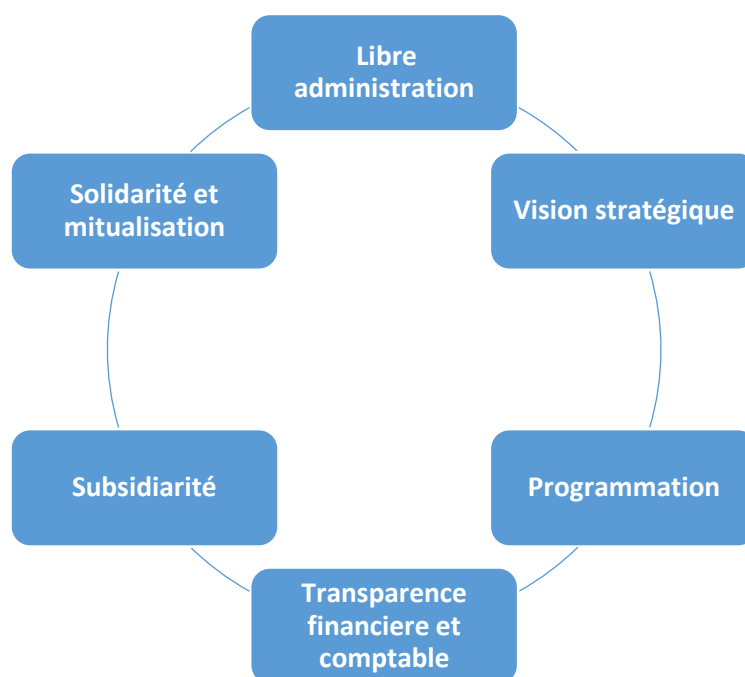 Libre
administration
Vision stratégique
Programmation
Transparence
financiere et
comptable
Subsidiarité
Solidarité et
mitualisation